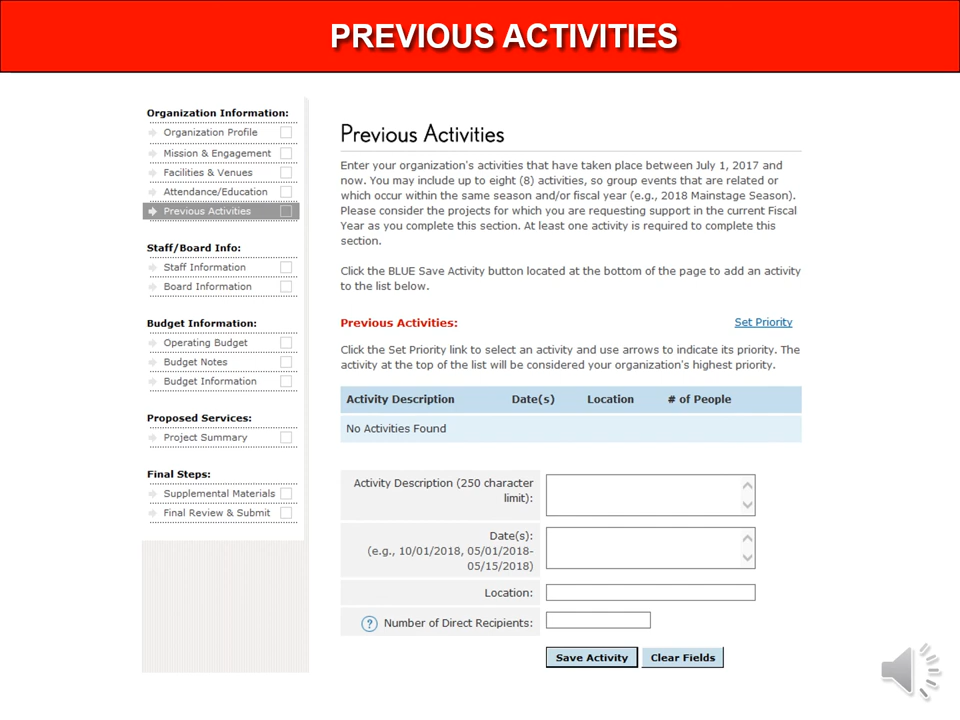 PREVIOUS ACTIVITIES
Organization Information:
Organization Profile
Mission & Engagement
Facilities & Venues
Attendance/Education
Previous Activities
Staff/Board Info:
Staff Information
Board Information
Budget Information:
Operating Budget
Budget Notes
Budget Information
Proposed Services:
Project Summary
Final Steps:
Supplemental Materials
Final Review & Submit
Previous Activities
Enter your organization's activities that have taken place between July 1, 2017 and
now. You may include up to eight (8) activities, so group events that are related or
which occur within the same season and/or fiscal year (e.g., 2018 Mainstage Season).
Please consider the projects for which you are requesting support in the current Fiscal
Year as you complete this section. At least one activity is required to complete this
section.
Click the BLUE Save Activity button located at the bottom of the page to add an activity
to the list below.
Previous Activities: Set Priority
Click the Set Priority link to select an activity and use arrows to indicate its priority. The
activity at the top of the list will be considered your organization's highest priority.
Activity Description Date(s) Location # of People
No Activities Found
Activity Description (250 character
limit):
Date(s):
(e.g., 10/01/2018, 05/01/2018-
05/15/2018)
Location:
? Number of Direct Recipients:
Save Activity Clear Fields